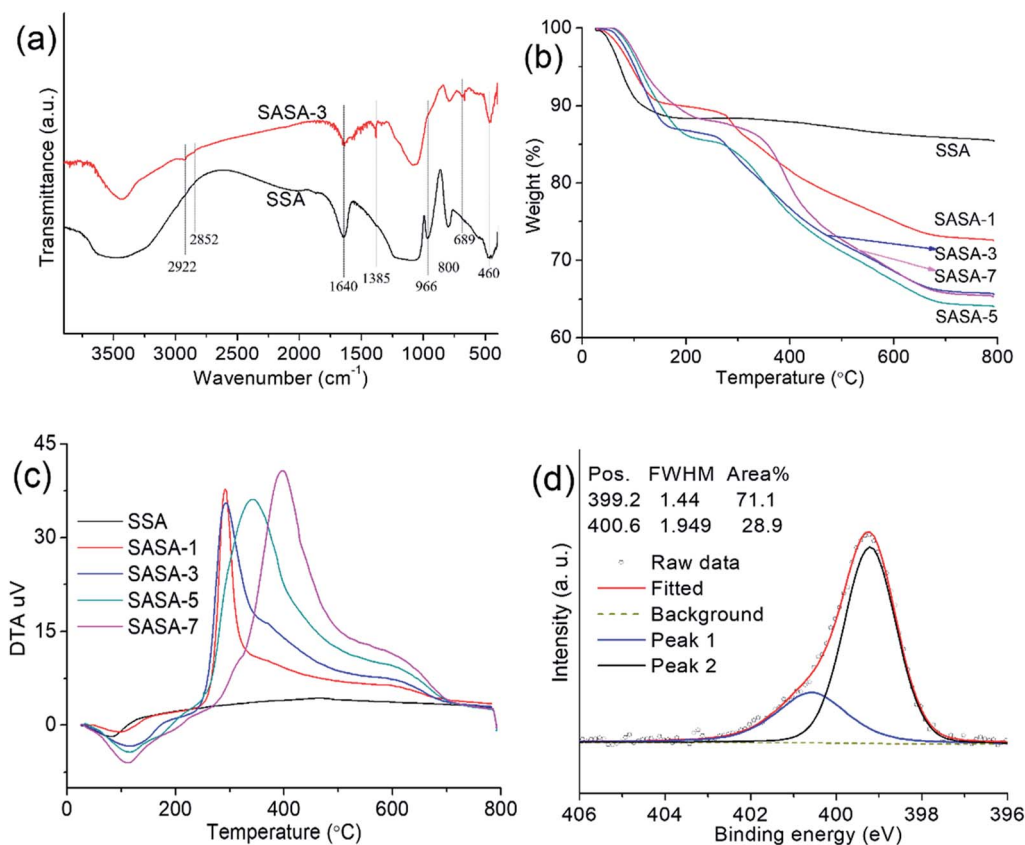 (a)
Transmittance (a.u.)
SASA-3
SSA
2922
2852
1640
1385
966
800
689
460
3500 3000 2500 2000 1500 1000 500
Wavenumber (cm⁻¹)
(b)
100
90
80
70
60
Weight (%)
SSA
SASA-1
SASA-3
SASA-7
SASA-5
0 200 400 600 800
Temperature (°C)
(c)
45
30
15
0
DTA uV
SSA
SASA-1
SASA-3
SASA-5
SASA-7
0 200 400 600 800
Temperature (°C)
(d)
Pos. FWHM Area%
399.2 1.44 71.1
400.6 1.949 28.9
Raw data
Fitted
Background
Peak 1
Peak 2
Intensity (a. u.)
406 404 402 400 398 396
Binding energy (eV)